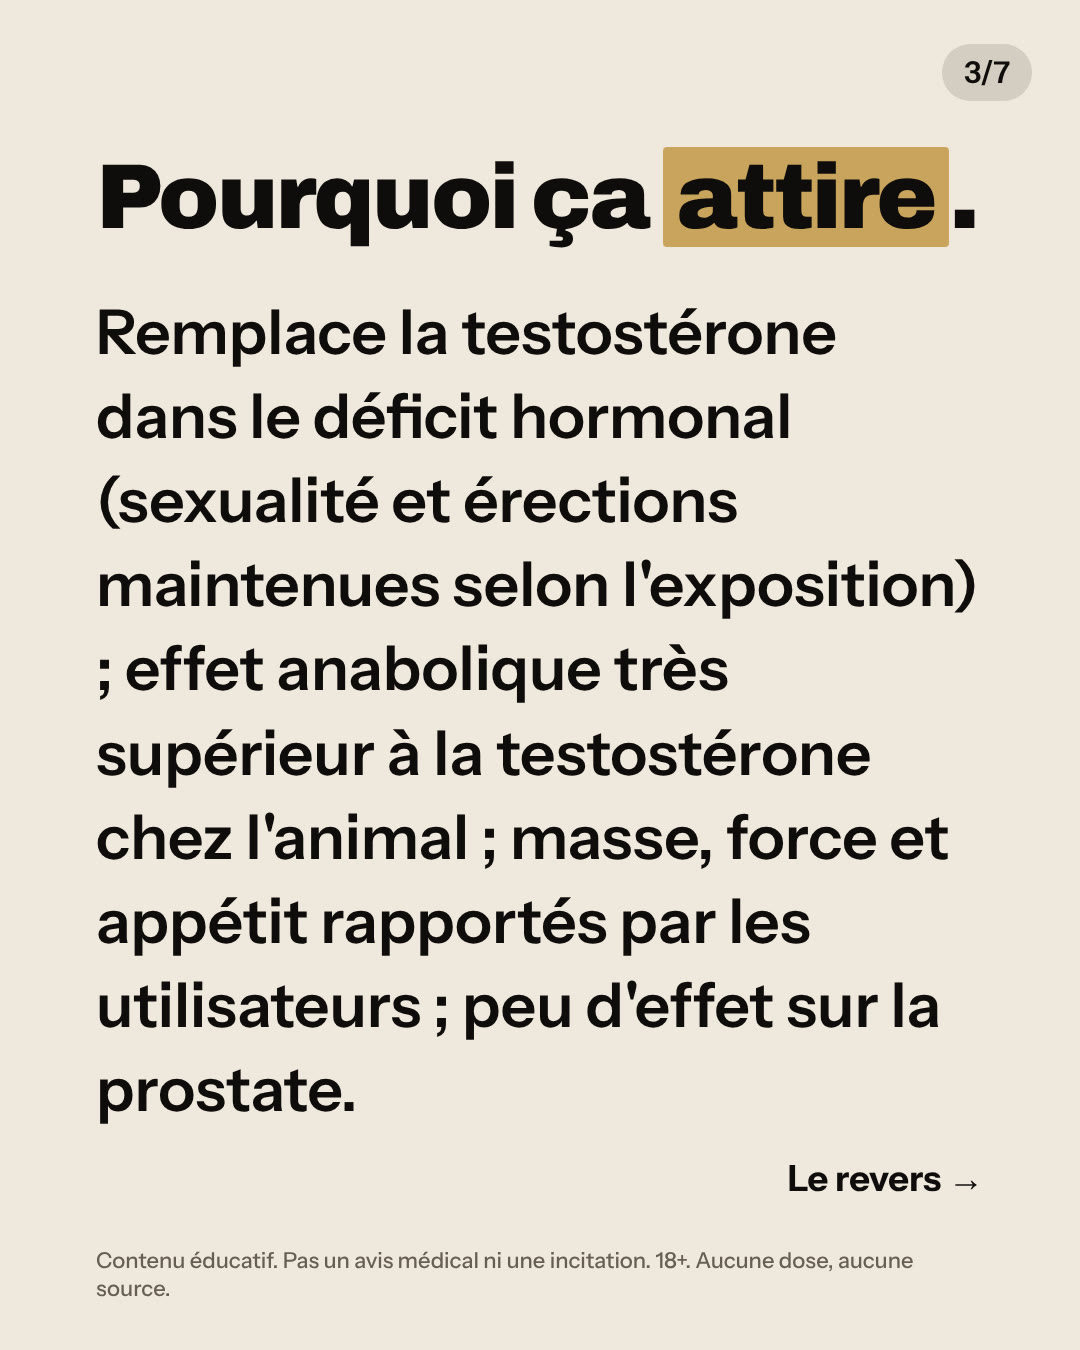 3/7
Pourquoi ça attire.
Remplace la testostérone
dans le déficit hormonal
(sexualité et érections
maintenues selon l'exposition)
; effet anabolique très
supérieur à la testostérone
chez l'animal ; masse, force et
appétit rapportés par les
utilisateurs ; peu d'effet sur la
prostate.
Le revers →
Contenu éducatif. Pas un avis médical ni une incitation. 18+. Aucune dose, aucune
source.